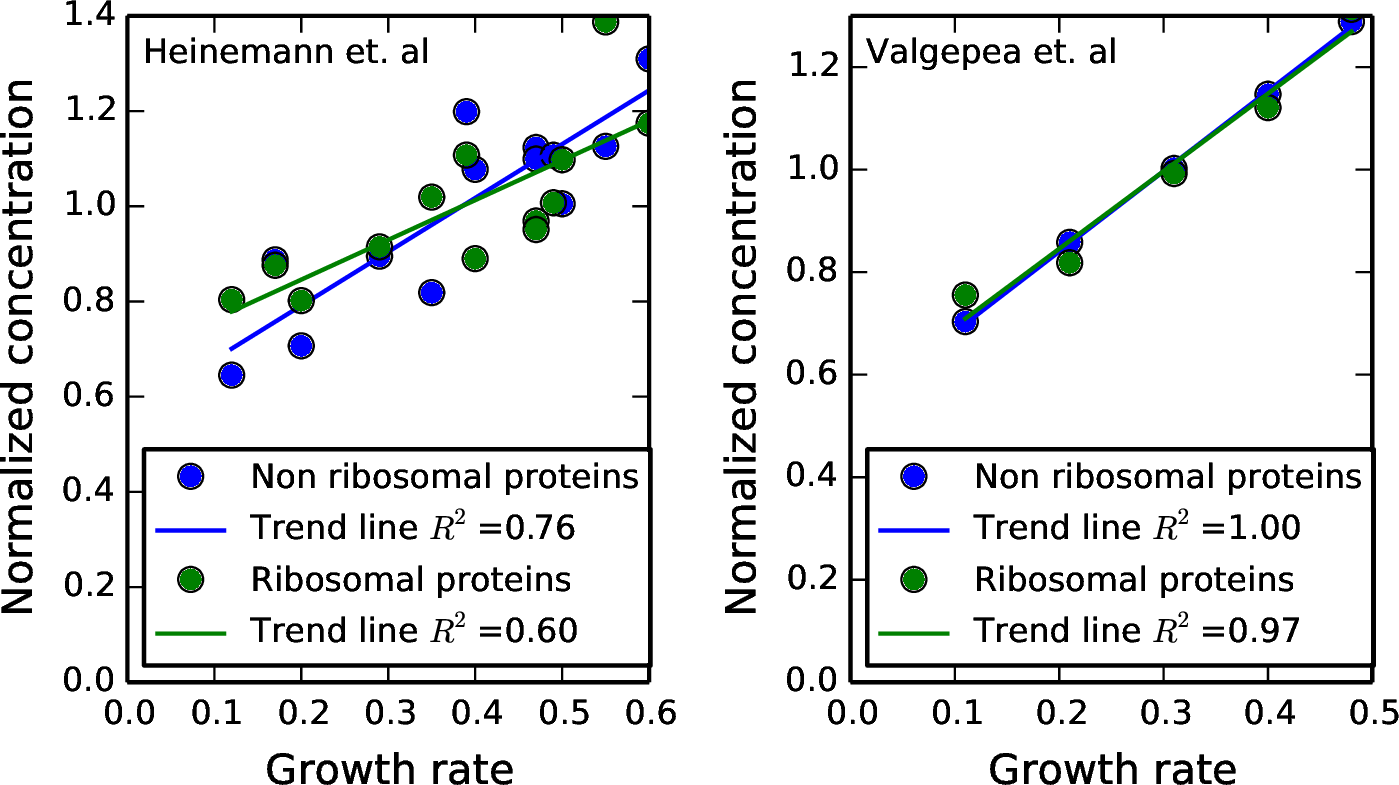 Heinemann et. al
Normalized concentration
1.4
1.2
1.0
0.8
0.6
0.4
0.2
0.0
Non ribosomal proteins
Trend line R² =0.76
Ribosomal proteins
Trend line R² =0.60
0.0 0.1 0.2 0.3 0.4 0.5 0.6
Growth rate
Valgepea et. al
Normalized concentration
1.2
1.0
0.8
0.6
0.4
0.2
0.0
Non ribosomal proteins
Trend line R² =1.00
Ribosomal proteins
Trend line R² =0.97
0.0 0.1 0.2 0.3 0.4 0.5
Growth rate